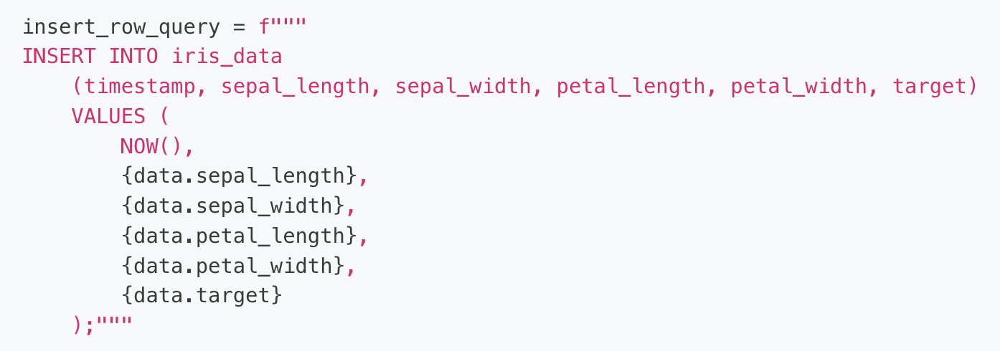 insert_row_query = f"""
INSERT INTO iris_data
    (timestamp, sepal_length, sepal_width, petal_length, petal_width, target)
    VALUES (
        NOW(),
        {data.sepal_length},
        {data.sepal_width},
        {data.petal_length},
        {data.petal_width},
        {data.target}
    );"""